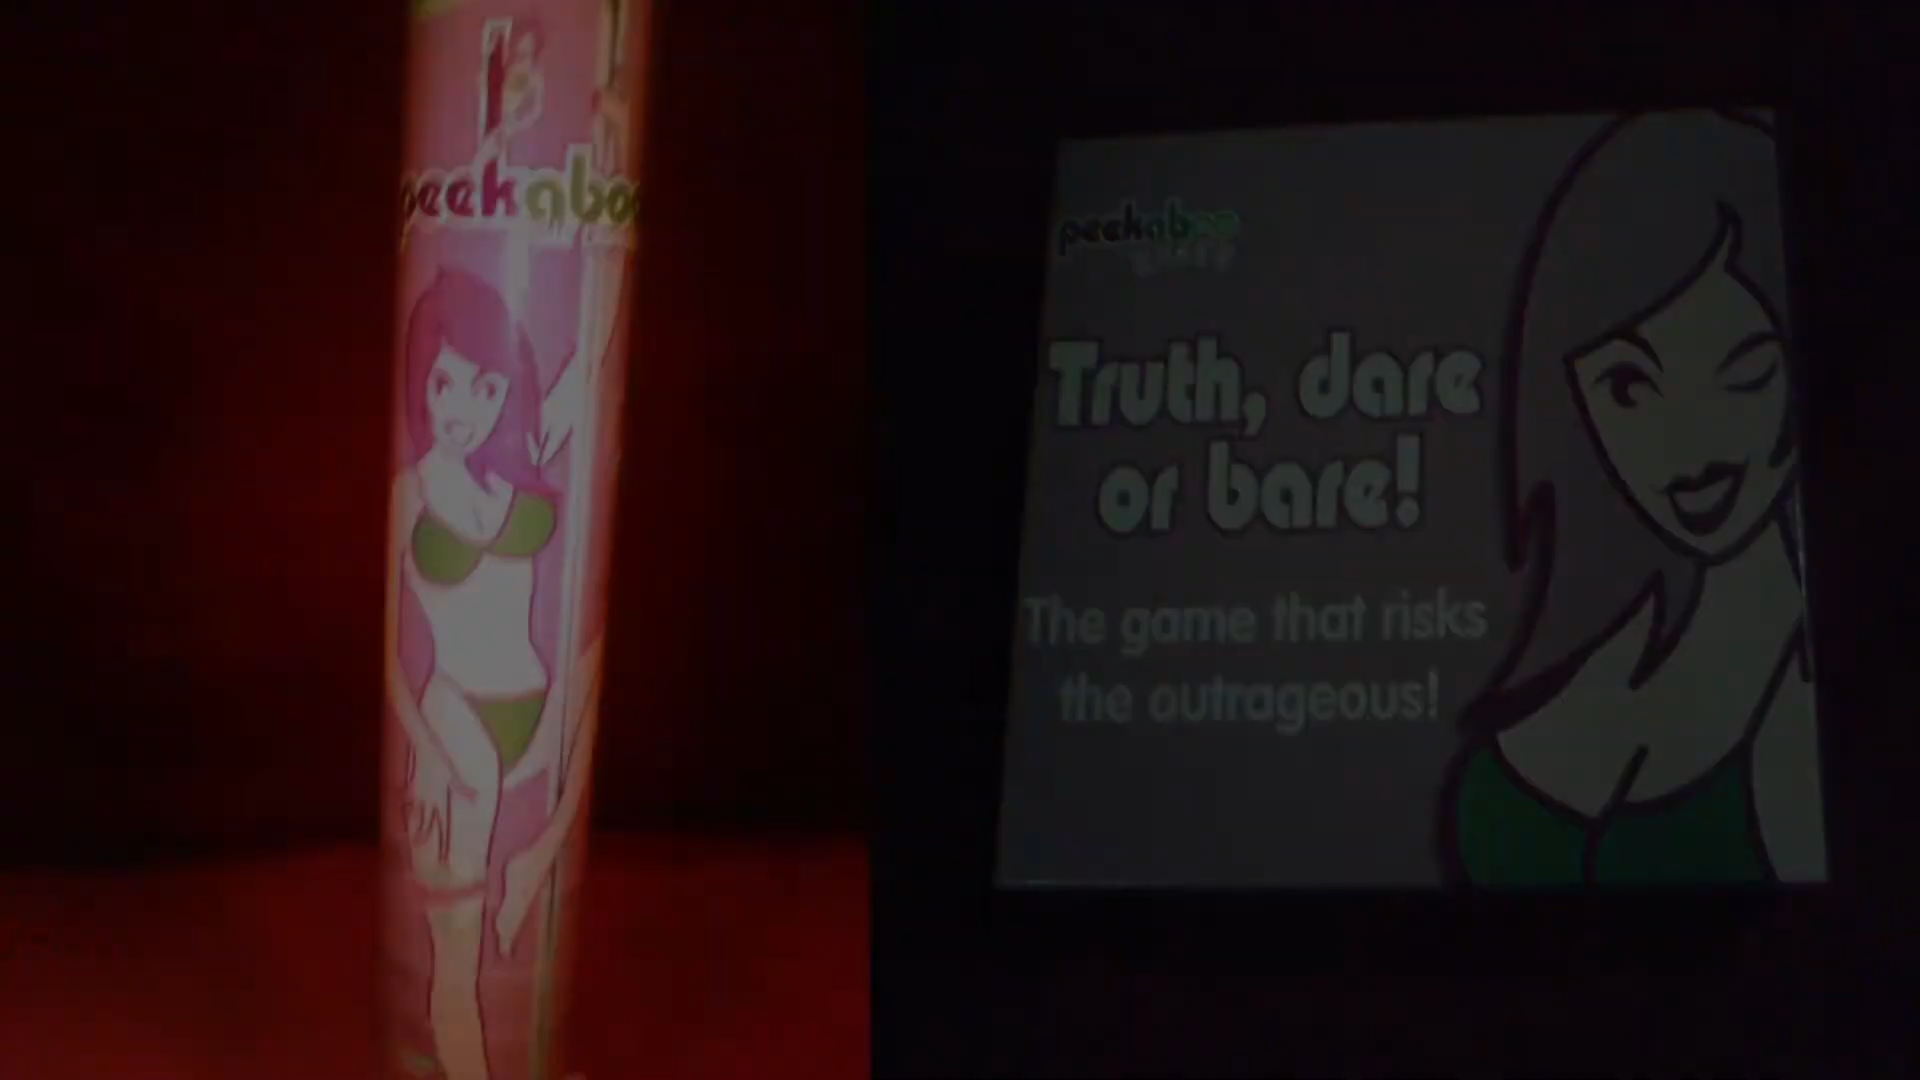 peekaboo
peekaboo
Truth, dare
or bare!
The game that risks
the outrageous!